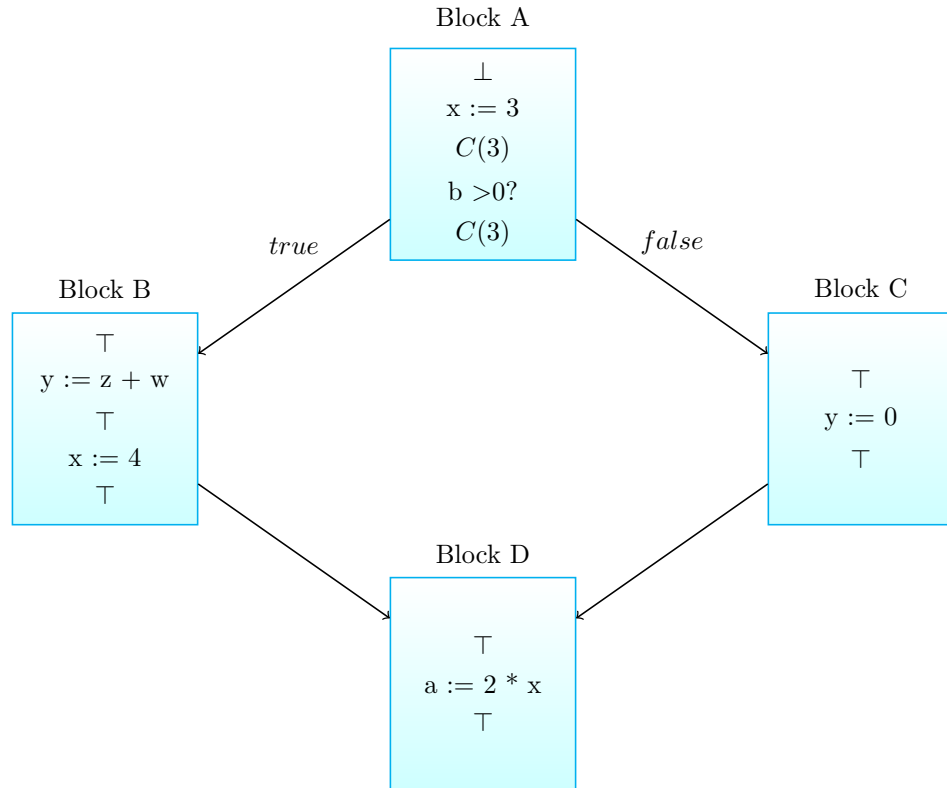 Block A
⊥
x := 3
C(3)
b >0?
C(3)
true
false
Block B
⊤
y := z + w
⊤
x := 4
⊤
Block C
⊤
y := 0
⊤
Block D
⊤
a := 2 * x
⊤